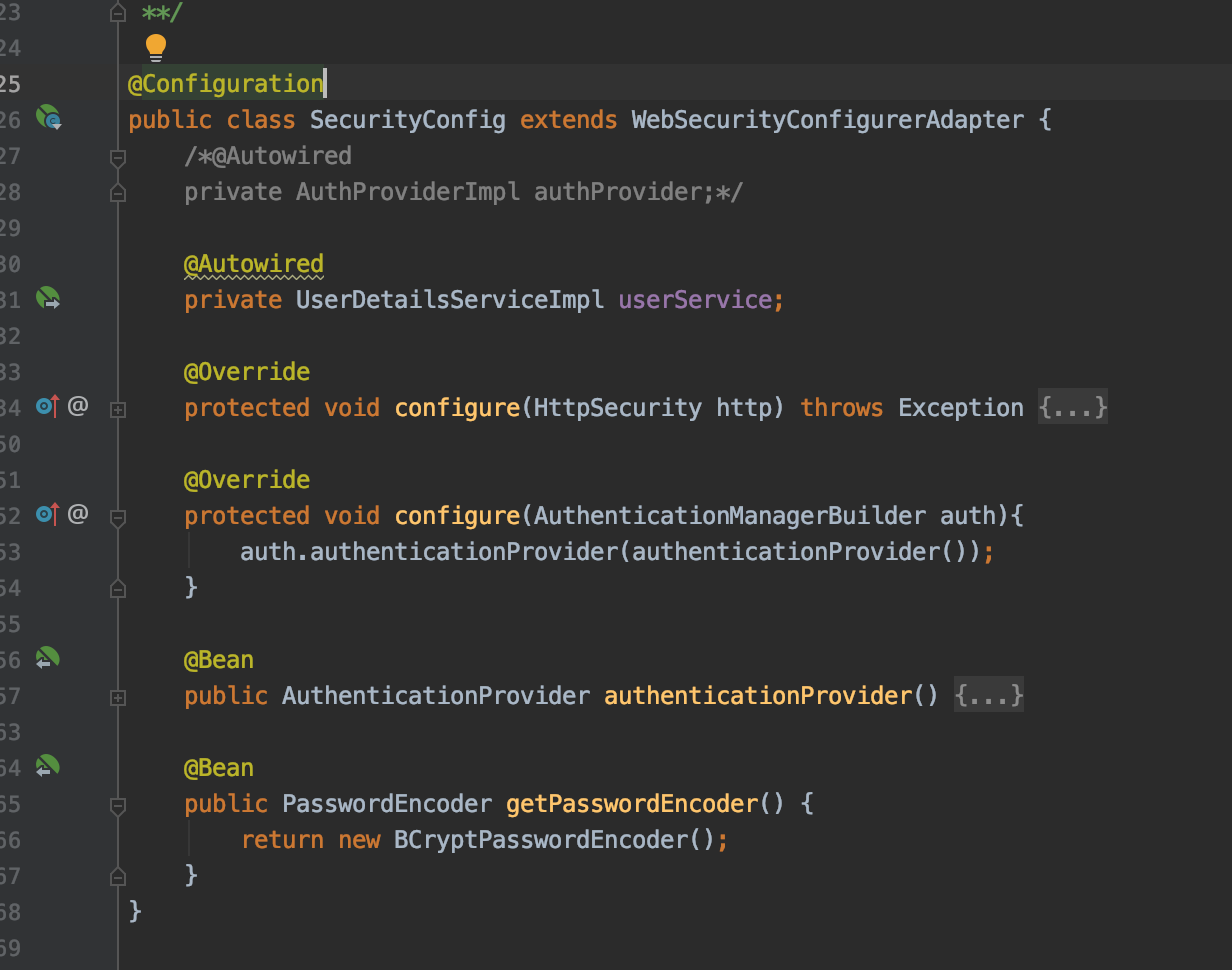 23 **/
24
25 @Configuration
26 public class SecurityConfig extends WebSecurityConfigurerAdapter {
27 /*@Autowired
28 private AuthProviderImpl authProvider;*/
29
30 @Autowired
31 private UserDetailsServiceImpl userService;
32
33 @Override
34 @ protected void configure(HttpSecurity http) throws Exception {...}
50
51 @Override
52 @ protected void configure(AuthenticationManagerBuilder auth){
53 auth.authenticationProvider(authenticationProvider());
54 }
55
56 @Bean
57 public AuthenticationProvider authenticationProvider() {...}
63
64 @Bean
65 public PasswordEncoder getPasswordEncoder() {
66 return new BCryptPasswordEncoder();
67 }
68 }
69